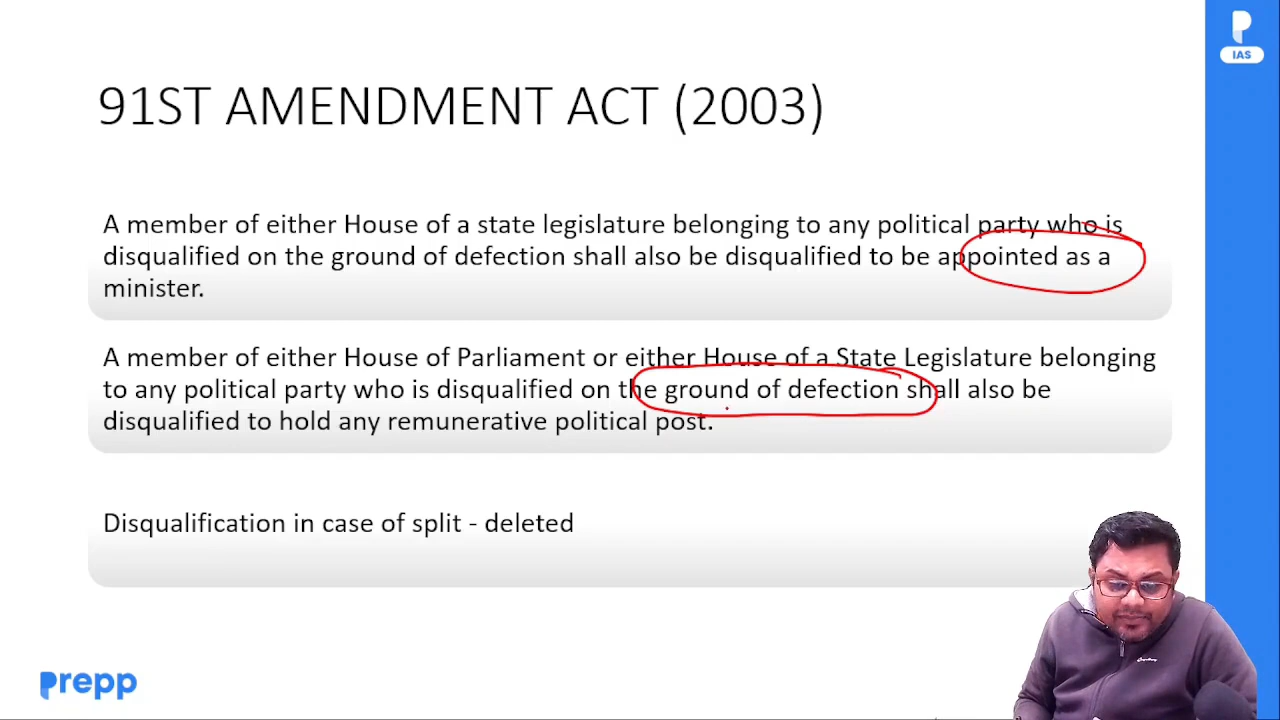 P
IAS
91ST AMENDMENT ACT (2003)
A member of either House of a state legislature belonging to any political party who is
disqualified on the ground of defection shall also be disqualified to be appointed as a
minister.
A member of either House of Parliament or either House of a State Legislature belonging
to any political party who is disqualified on the ground of defection shall also be
disqualified to hold any remunerative political post.
Disqualification in case of split - deleted
prepp